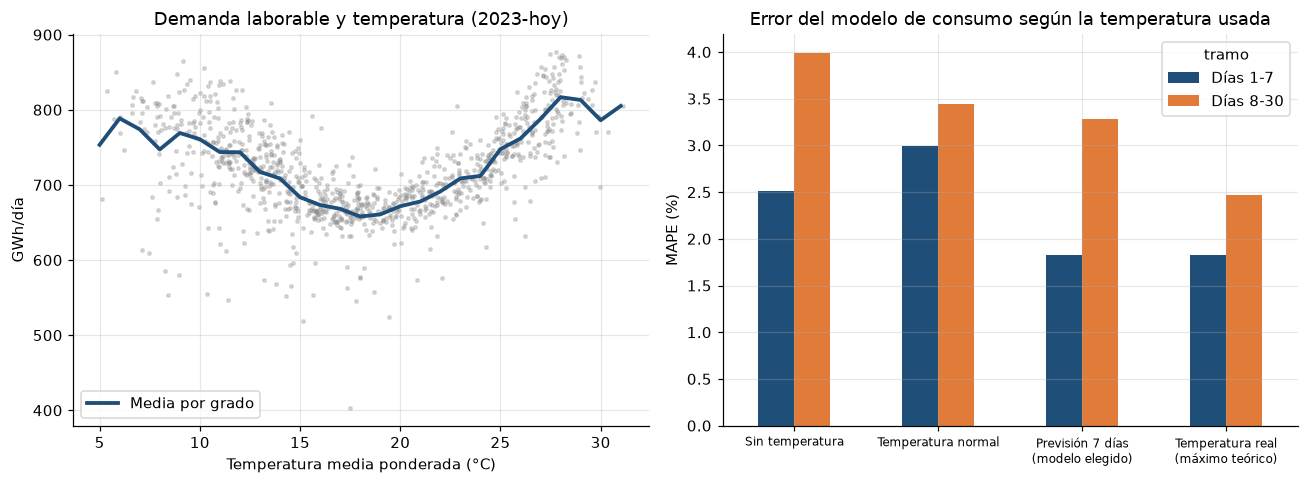 Demanda laborable y temperatura (2023-hoy)
900
800
700
600
500
400
GWh/día
5
10
15
20
25
30
Temperatura media ponderada (°C)
Media por grado
Error del modelo de consumo según la temperatura usada
4.0
3.5
3.0
2.5
2.0
1.5
1.0
0.5
0.0
MAPE (%)
tramo
Días 1-7
Días 8-30
Sin temperatura
Temperatura normal
Previsión 7 días
(modelo elegido)
Temperatura real
(máximo teórico)